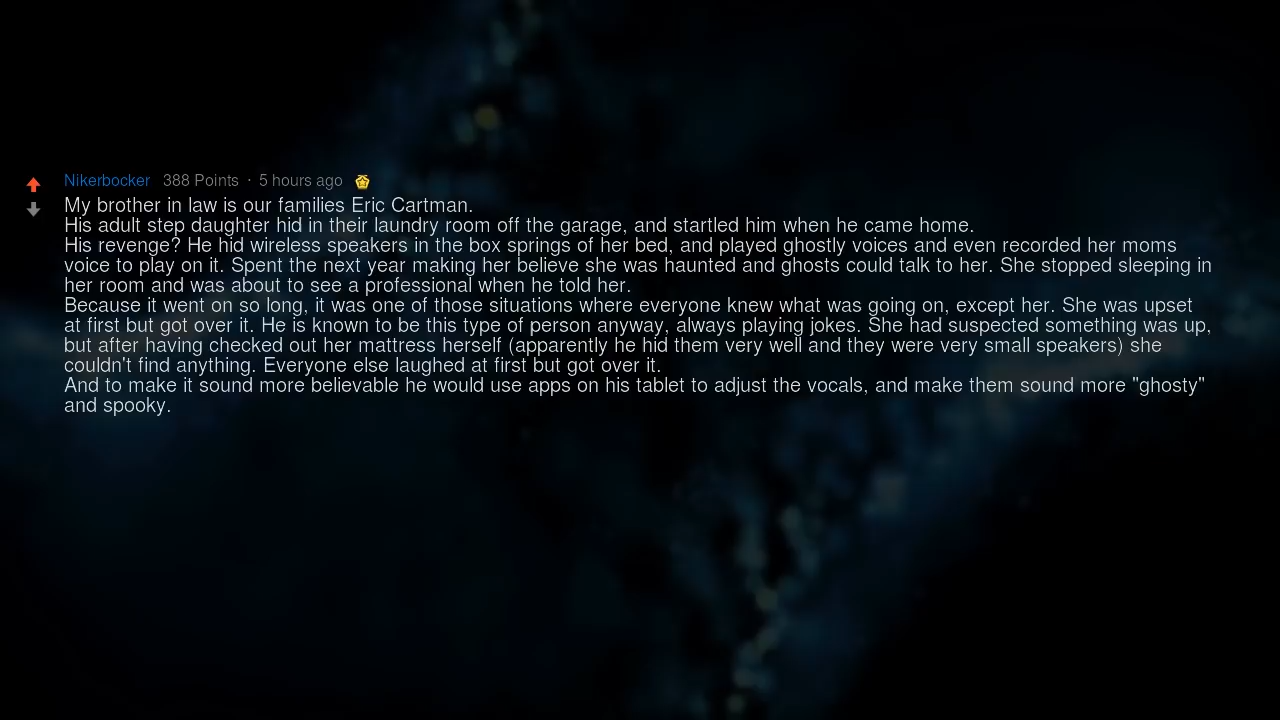 Nikerbocker 388 Points · 5 hours ago
My brother in law is our families Eric Cartman.
His adult step daughter hid in their laundry room off the garage, and startled him when he came home.
His revenge? He hid wireless speakers in the box springs of her bed, and played ghostly voices and even recorded her moms
voice to play on it. Spent the next year making her believe she was haunted and ghosts could talk to her. She stopped sleeping in
her room and was about to see a professional when he told her.
Because it went on so long, it was one of those situations where everyone knew what was going on, except her. She was upset
at first but got over it. He is known to be this type of person anyway, always playing jokes. She had suspected something was up,
but after having checked out her mattress herself (apparently he hid them very well and they were very small speakers) she
couldn't find anything. Everyone else laughed at first but got over it.
And to make it sound more believable he would use apps on his tablet to adjust the vocals, and make them sound more "ghosty"
and spooky.